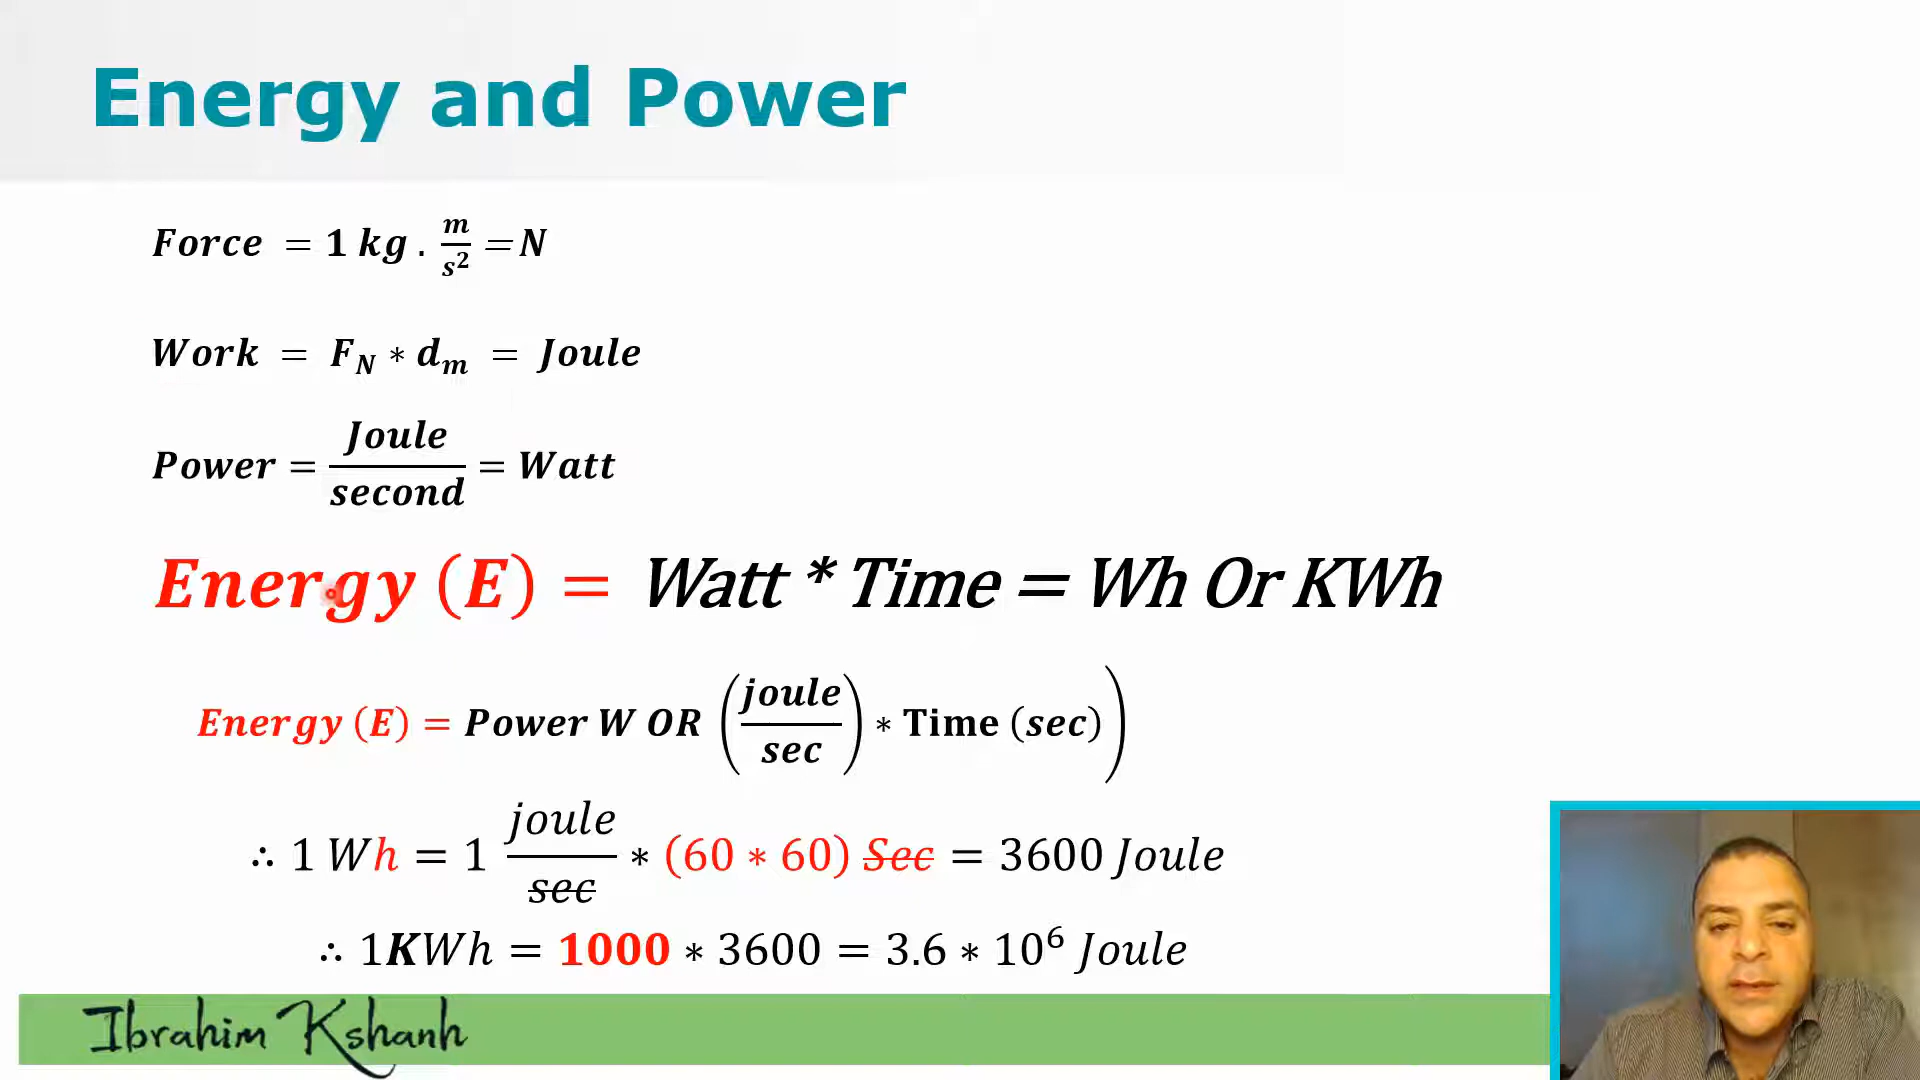 Energy and Power
Force = 1 kg . m/s² = N
Work = F_N * d_m = Joule
Power = Joule/second = Watt
Energy (E) = Watt * Time = Wh Or KWh
Energy (E) = Power W OR (joule/sec) * Time (sec))
∴ 1 Wh = 1 joule/sec * (60 * 60) Sec = 3600 Joule
∴ 1KWh = 1000 * 3600 = 3.6 * 10⁶ Joule
Ibrahim Kshanh